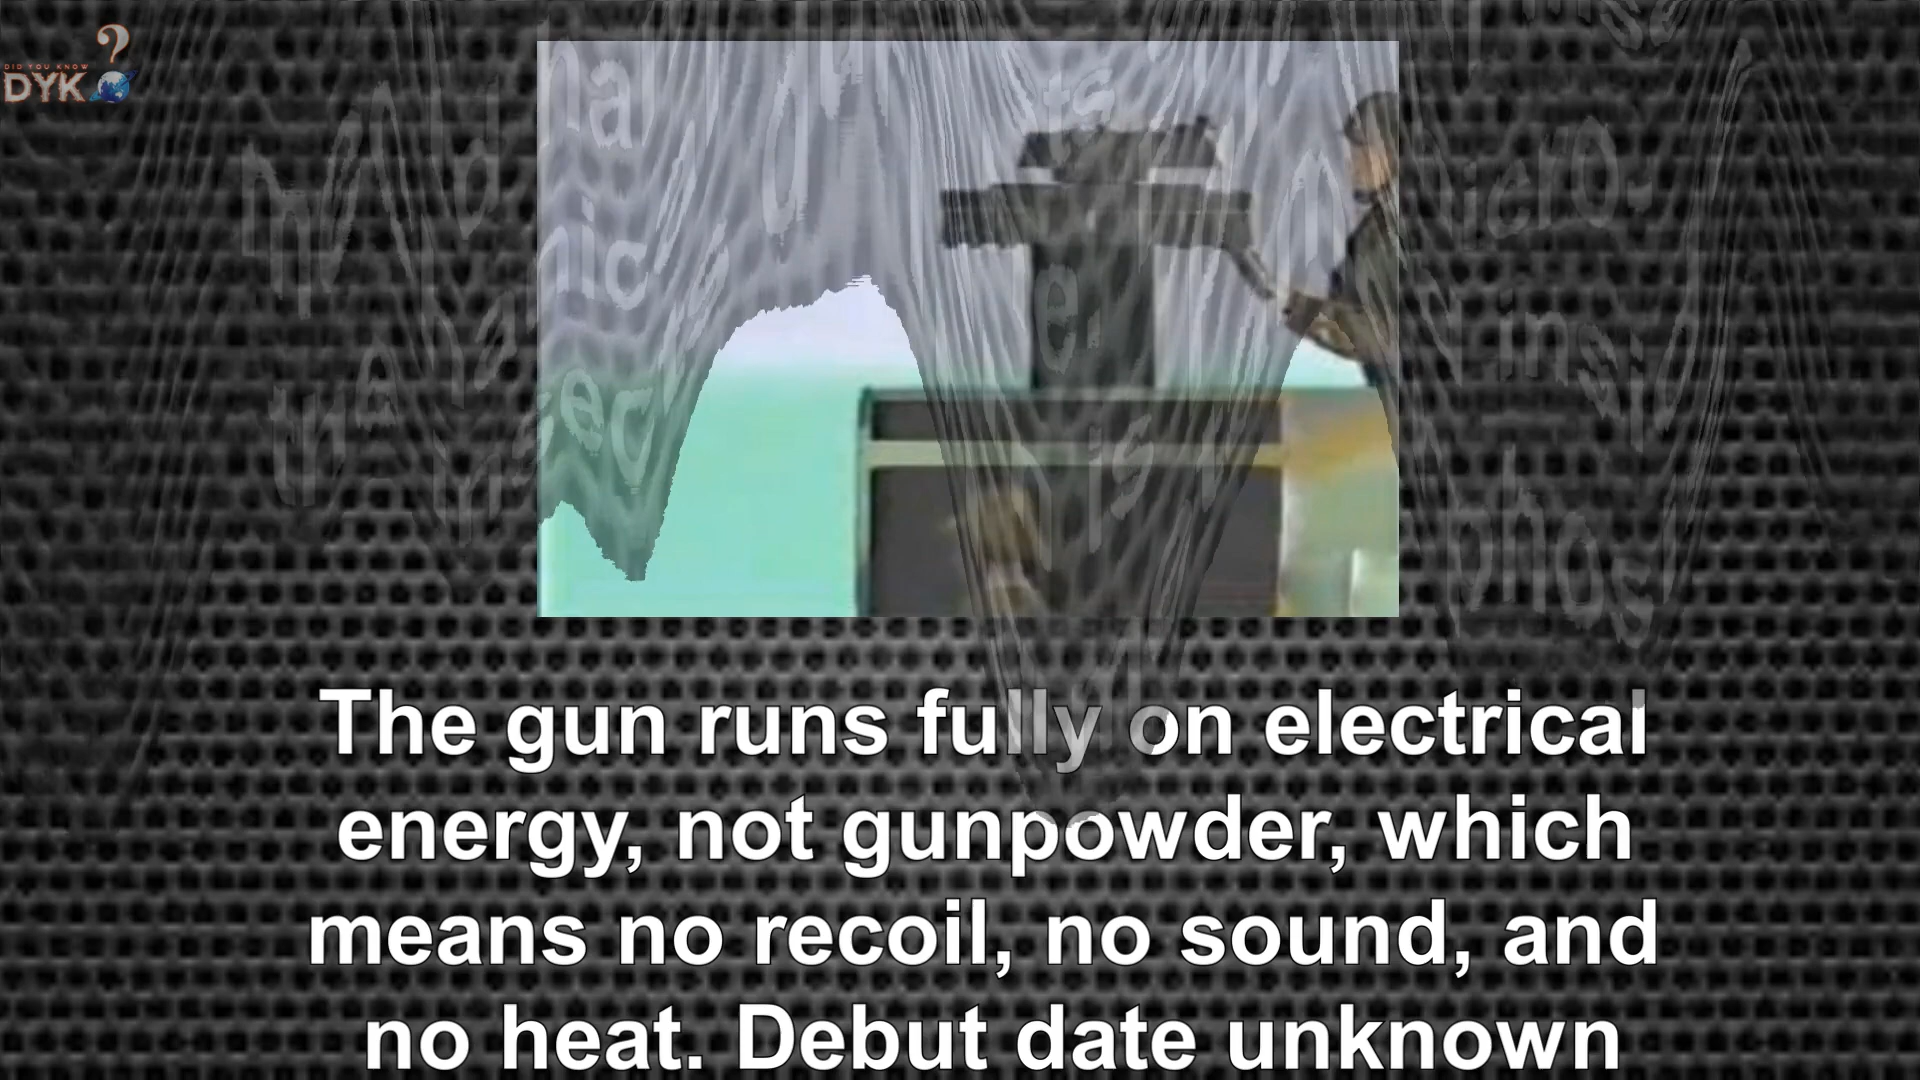 DID YOU KNOW
?
DYK
The gun runs fully on electrical
energy, not gunpowder, which
means no recoil, no sound, and
no heat. Debut date unknown